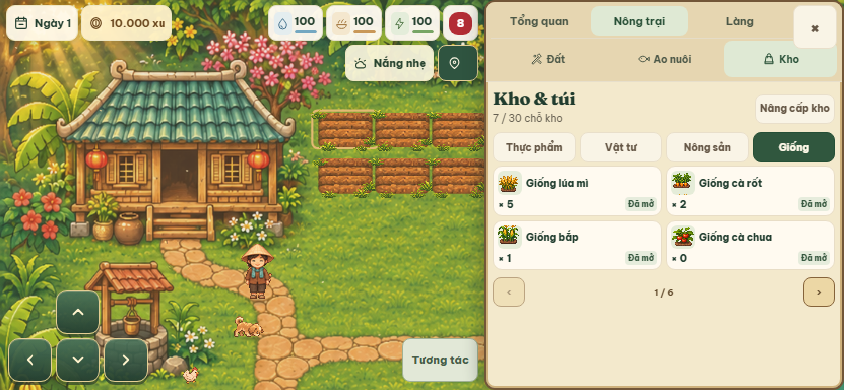 Ngày 1
10.000 xu
100
100
100
8
Nắng nhẹ
Tương tác
Tổng quan
Nông trại
Làng
Đất
Ao nuôi
Kho
Kho & túi
7 / 30 chỗ kho
Nâng cấp kho
Thực phẩm
Vật tư
Nông sản
Giống
Giống lúa mì
× 5
Đã mở
Giống cà rốt
× 2
Đã mở
Giống bắp
× 1
Đã mở
Giống cà chua
× 0
Đã mở
1 / 6